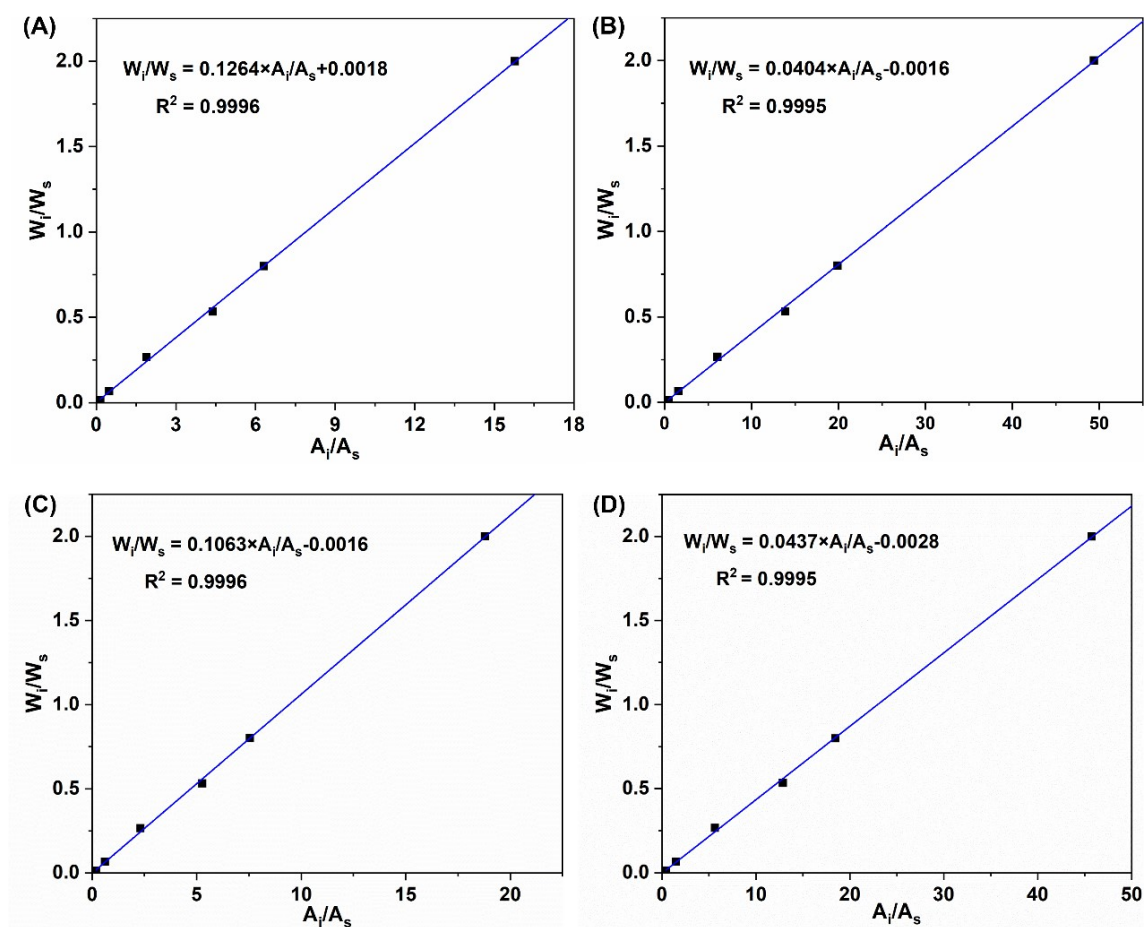 (A)
Wᵢ/Wₛ = 0.1264×Aᵢ/Aₛ+0.0018
R² = 0.9996
2.0
1.5
1.0
0.5
0.0
Wᵢ/Wₛ
0 3 6 9 12 15 18
Aᵢ/Aₛ
(B)
Wᵢ/Wₛ = 0.0404×Aᵢ/Aₛ-0.0016
R² = 0.9995
2.0
1.5
1.0
0.5
0.0
Wᵢ/Wₛ
0 10 20 30 40 50
Aᵢ/Aₛ
(C)
Wᵢ/Wₛ = 0.1063×Aᵢ/Aₛ-0.0016
R² = 0.9996
2.0
1.5
1.0
0.5
0.0
Wᵢ/Wₛ
0 5 10 15 20
Aᵢ/Aₛ
(D)
Wᵢ/Wₛ = 0.0437×Aᵢ/Aₛ-0.0028
R² = 0.9995
2.0
1.5
1.0
0.5
0.0
Wᵢ/Wₛ
0 10 20 30 40 50
Aᵢ/Aₛ